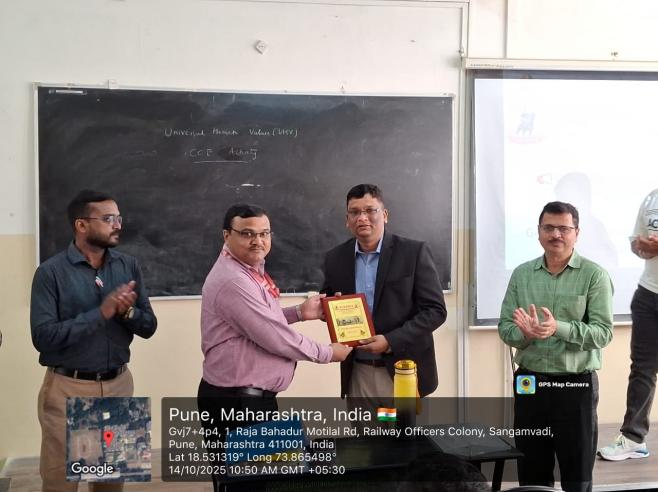 Universal Human Values (UHV)
CCE Activity
GPS Map Camera
Google
Pune, Maharashtra, India 🇮🇳
Gvj7+4p4, 1, Raja Bahadur Motilal Rd, Railway Officers Colony, Sangamvadi,
Pune, Maharashtra 411001, India
Lat 18.531319° Long 73.865498°
14/10/2025 10:50 AM GMT +05:30